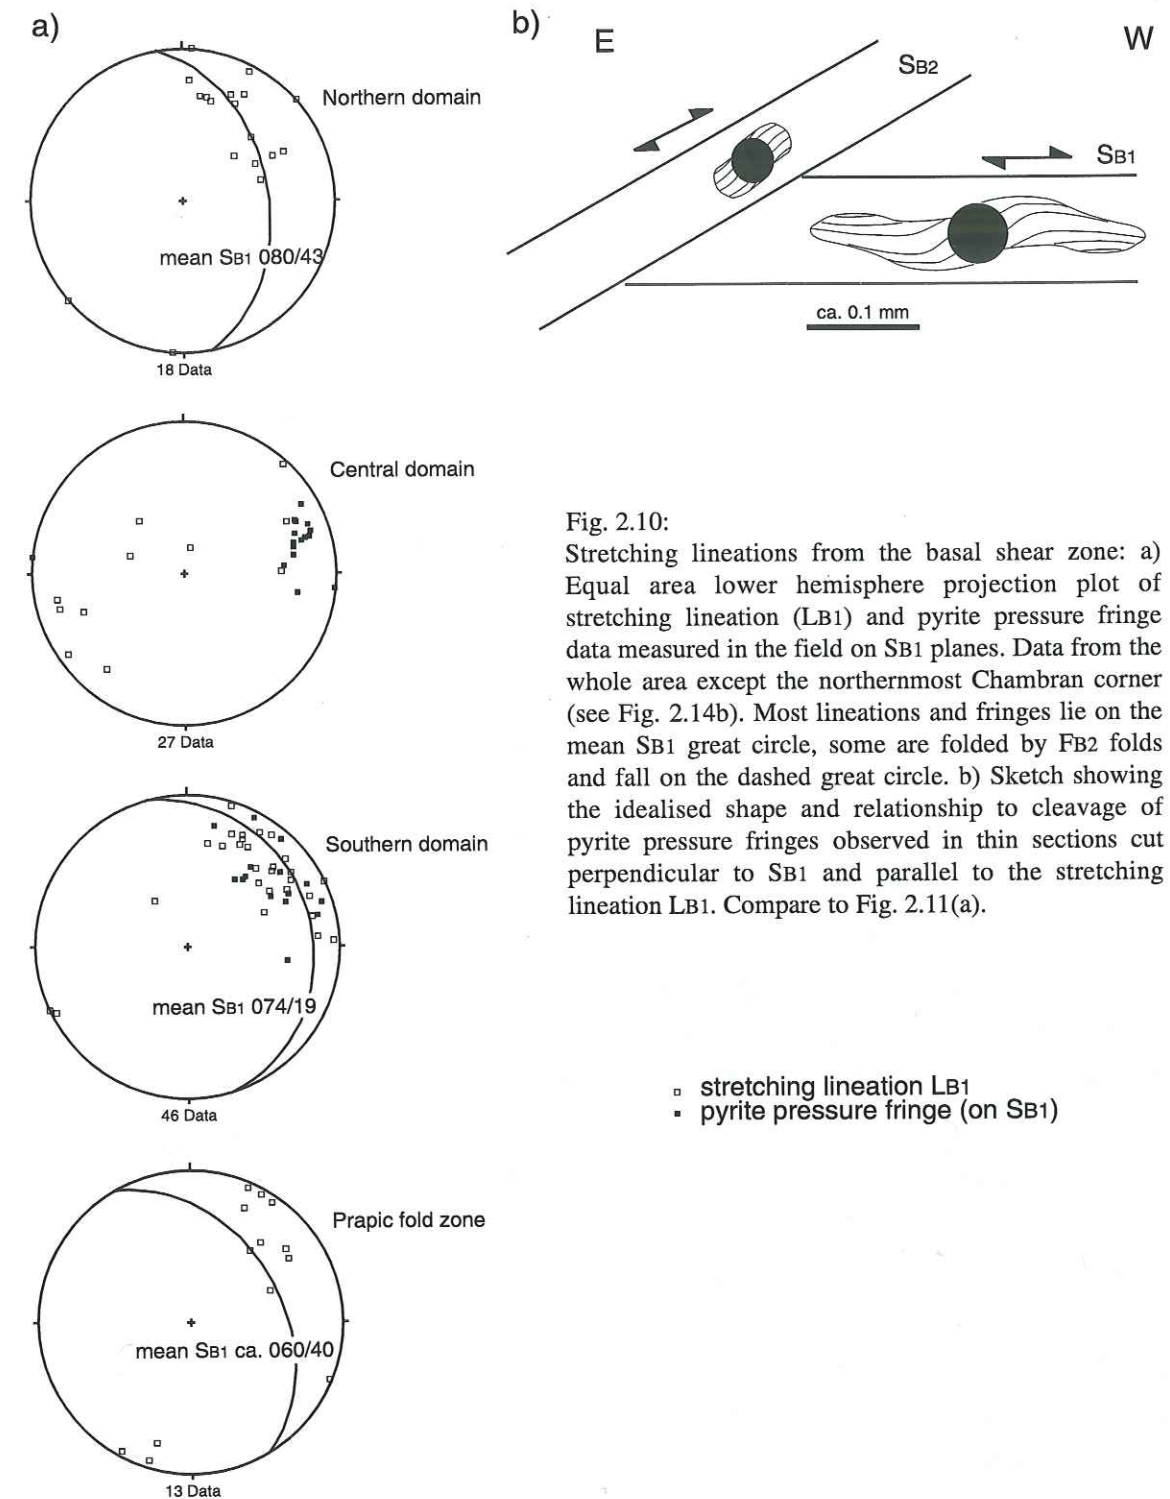 a)
Northern domain
mean SB1 080/43
18 Data
Central domain
27 Data
Southern domain
mean SB1 074/19
46 Data
Prapic fold zone
mean SB1 ca. 060/40
13 Data
b)
E
W
SB2
SB1
ca. 0.1 mm
Fig. 2.10:
Stretching lineations from the basal shear zone: a)
Equal area lower hemisphere projection plot of
stretching lineation (LB1) and pyrite pressure fringe
data measured in the field on SB1 planes. Data from the
whole area except the northernmost Chambran corner
(see Fig. 2.14b). Most lineations and fringes lie on the
mean SB1 great circle, some are folded by FB2 folds
and fall on the dashed great circle. b) Sketch showing
the idealised shape and relationship to cleavage of
pyrite pressure fringes observed in thin sections cut
perpendicular to SB1 and parallel to the stretching
lineation LB1. Compare to Fig. 2.11(a).
stretching lineation LB1
pyrite pressure fringe (on SB1)